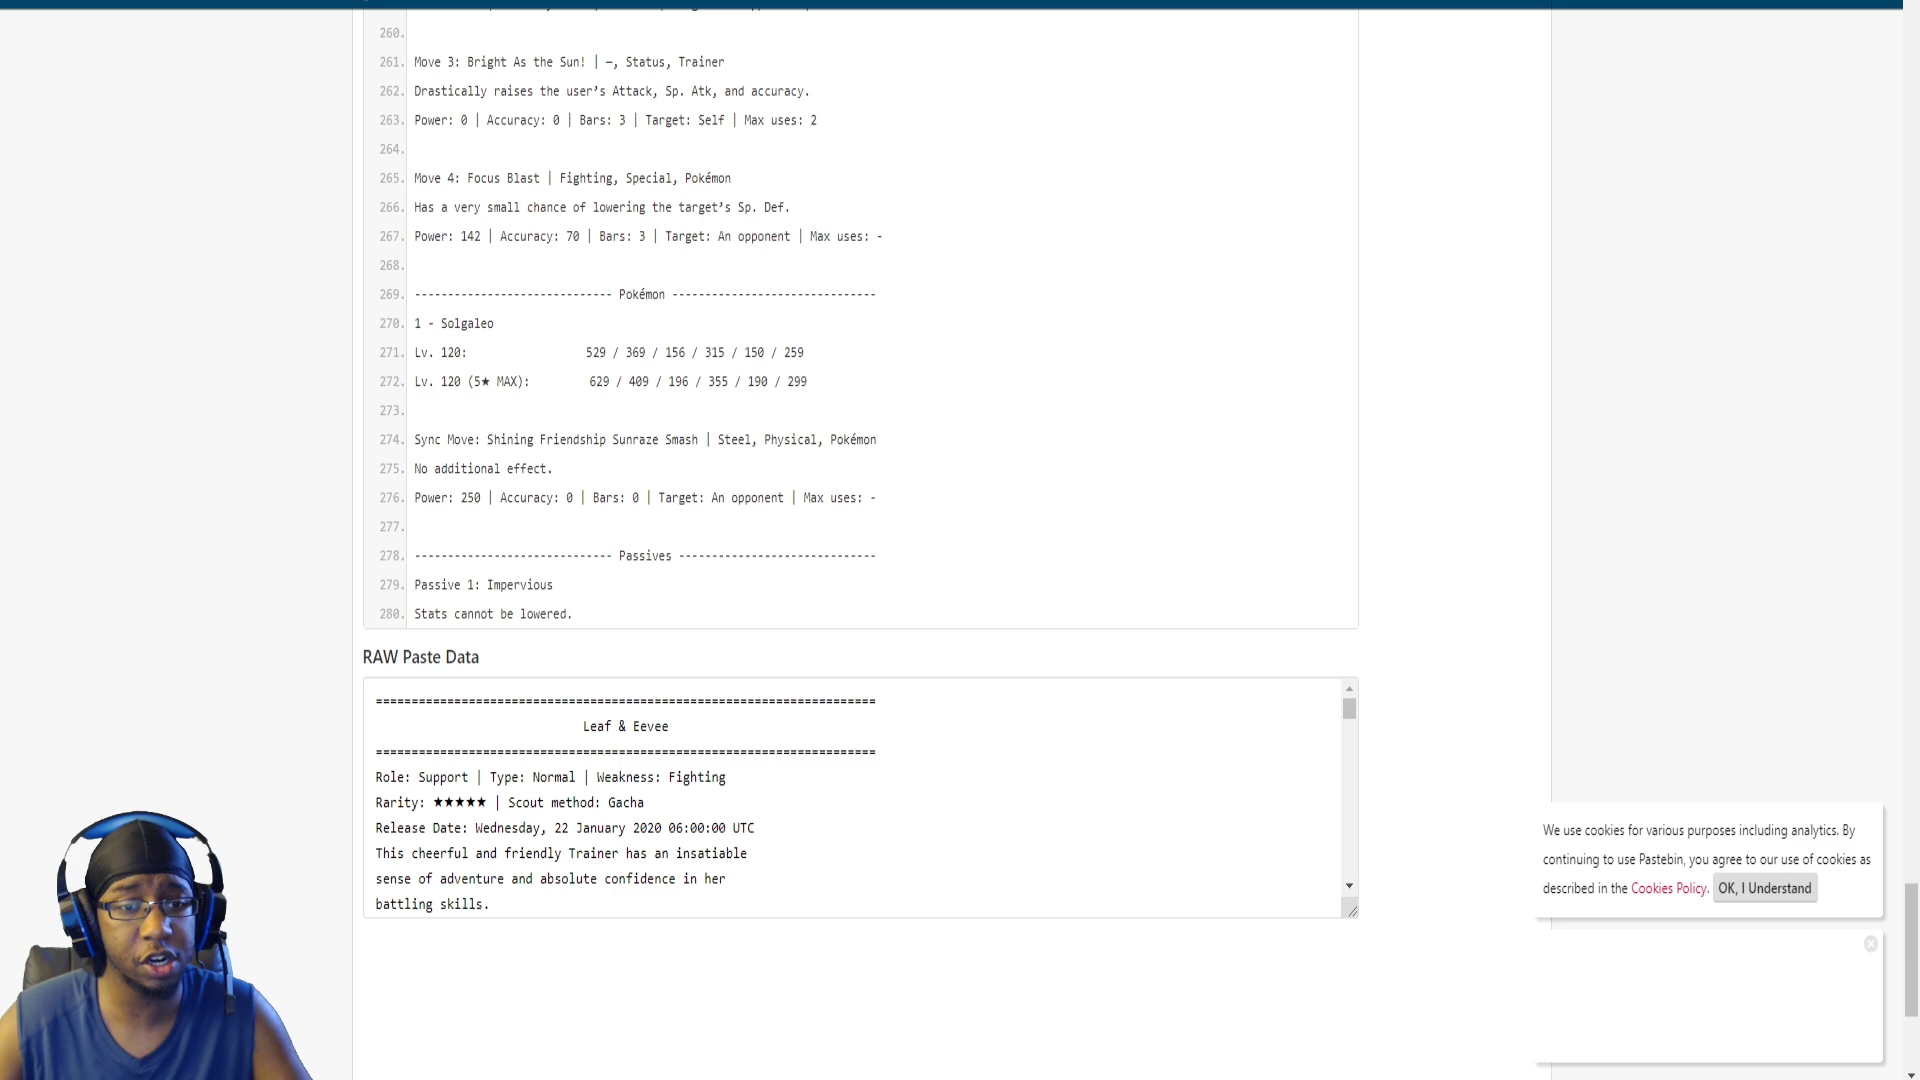 260.
261. Move 3: Bright As the Sun! | —, Status, Trainer
262. Drastically raises the user’s Attack, Sp. Atk, and accuracy.
263. Power: 0 | Accuracy: 0 | Bars: 3 | Target: Self | Max uses: 2
264.
265. Move 4: Focus Blast | Fighting, Special, Pokémon
266. Has a very small chance of lowering the target’s Sp. Def.
267. Power: 142 | Accuracy: 70 | Bars: 3 | Target: An opponent | Max uses: -
268.
269. ------------------------------ Pokémon -------------------------------
270. 1 - Solgaleo
271. Lv. 120: 529 / 369 / 156 / 315 / 150 / 259
272. Lv. 120 (5★ MAX): 629 / 409 / 196 / 355 / 190 / 299
273.
274. Sync Move: Shining Friendship Sunraze Smash | Steel, Physical, Pokémon
275. No additional effect.
276. Power: 250 | Accuracy: 0 | Bars: 0 | Target: An opponent | Max uses: -
277.
278. ------------------------------ Passives ------------------------------
279. Passive 1: Impervious
280. Stats cannot be lowered.
RAW Paste Data
======================================================================
Leaf & Eevee
======================================================================
Role: Support | Type: Normal | Weakness: Fighting
Rarity: ★★★★★ | Scout method: Gacha
Release Date: Wednesday, 22 January 2020 06:00:00 UTC
This cheerful and friendly Trainer has an insatiable
sense of adventure and absolute confidence in her
battling skills.
We use cookies for various purposes including analytics. By
continuing to use Pastebin, you agree to our use of cookies as
described in the Cookies Policy. OK, I Understand